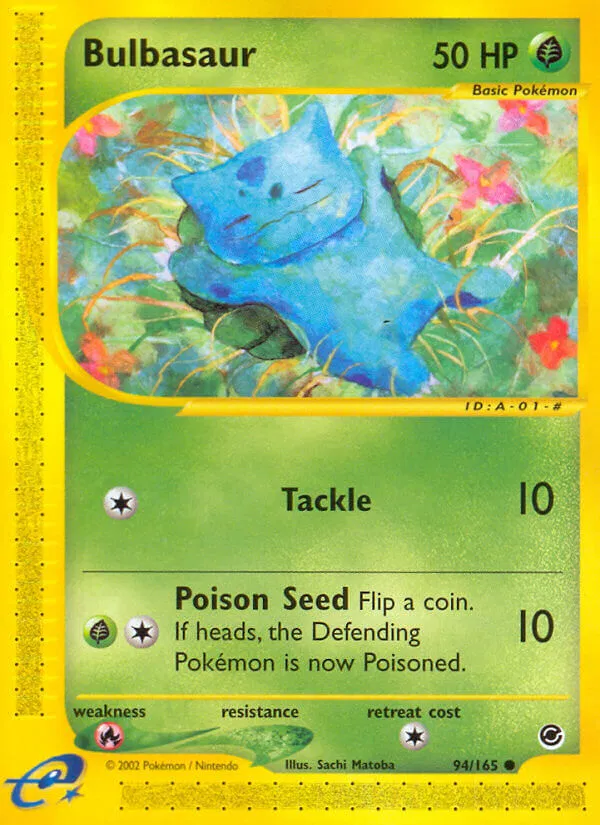 Bulbasaur
50 HP
Basic Pokémon
ID:A-01-#
Tackle 10
Poison Seed Flip a coin.
If heads, the Defending
Pokémon is now Poisoned.
10
weakness resistance retreat cost
© 2002 Pokémon / Nintendo Illus. Sachi Matoba 94/165
e